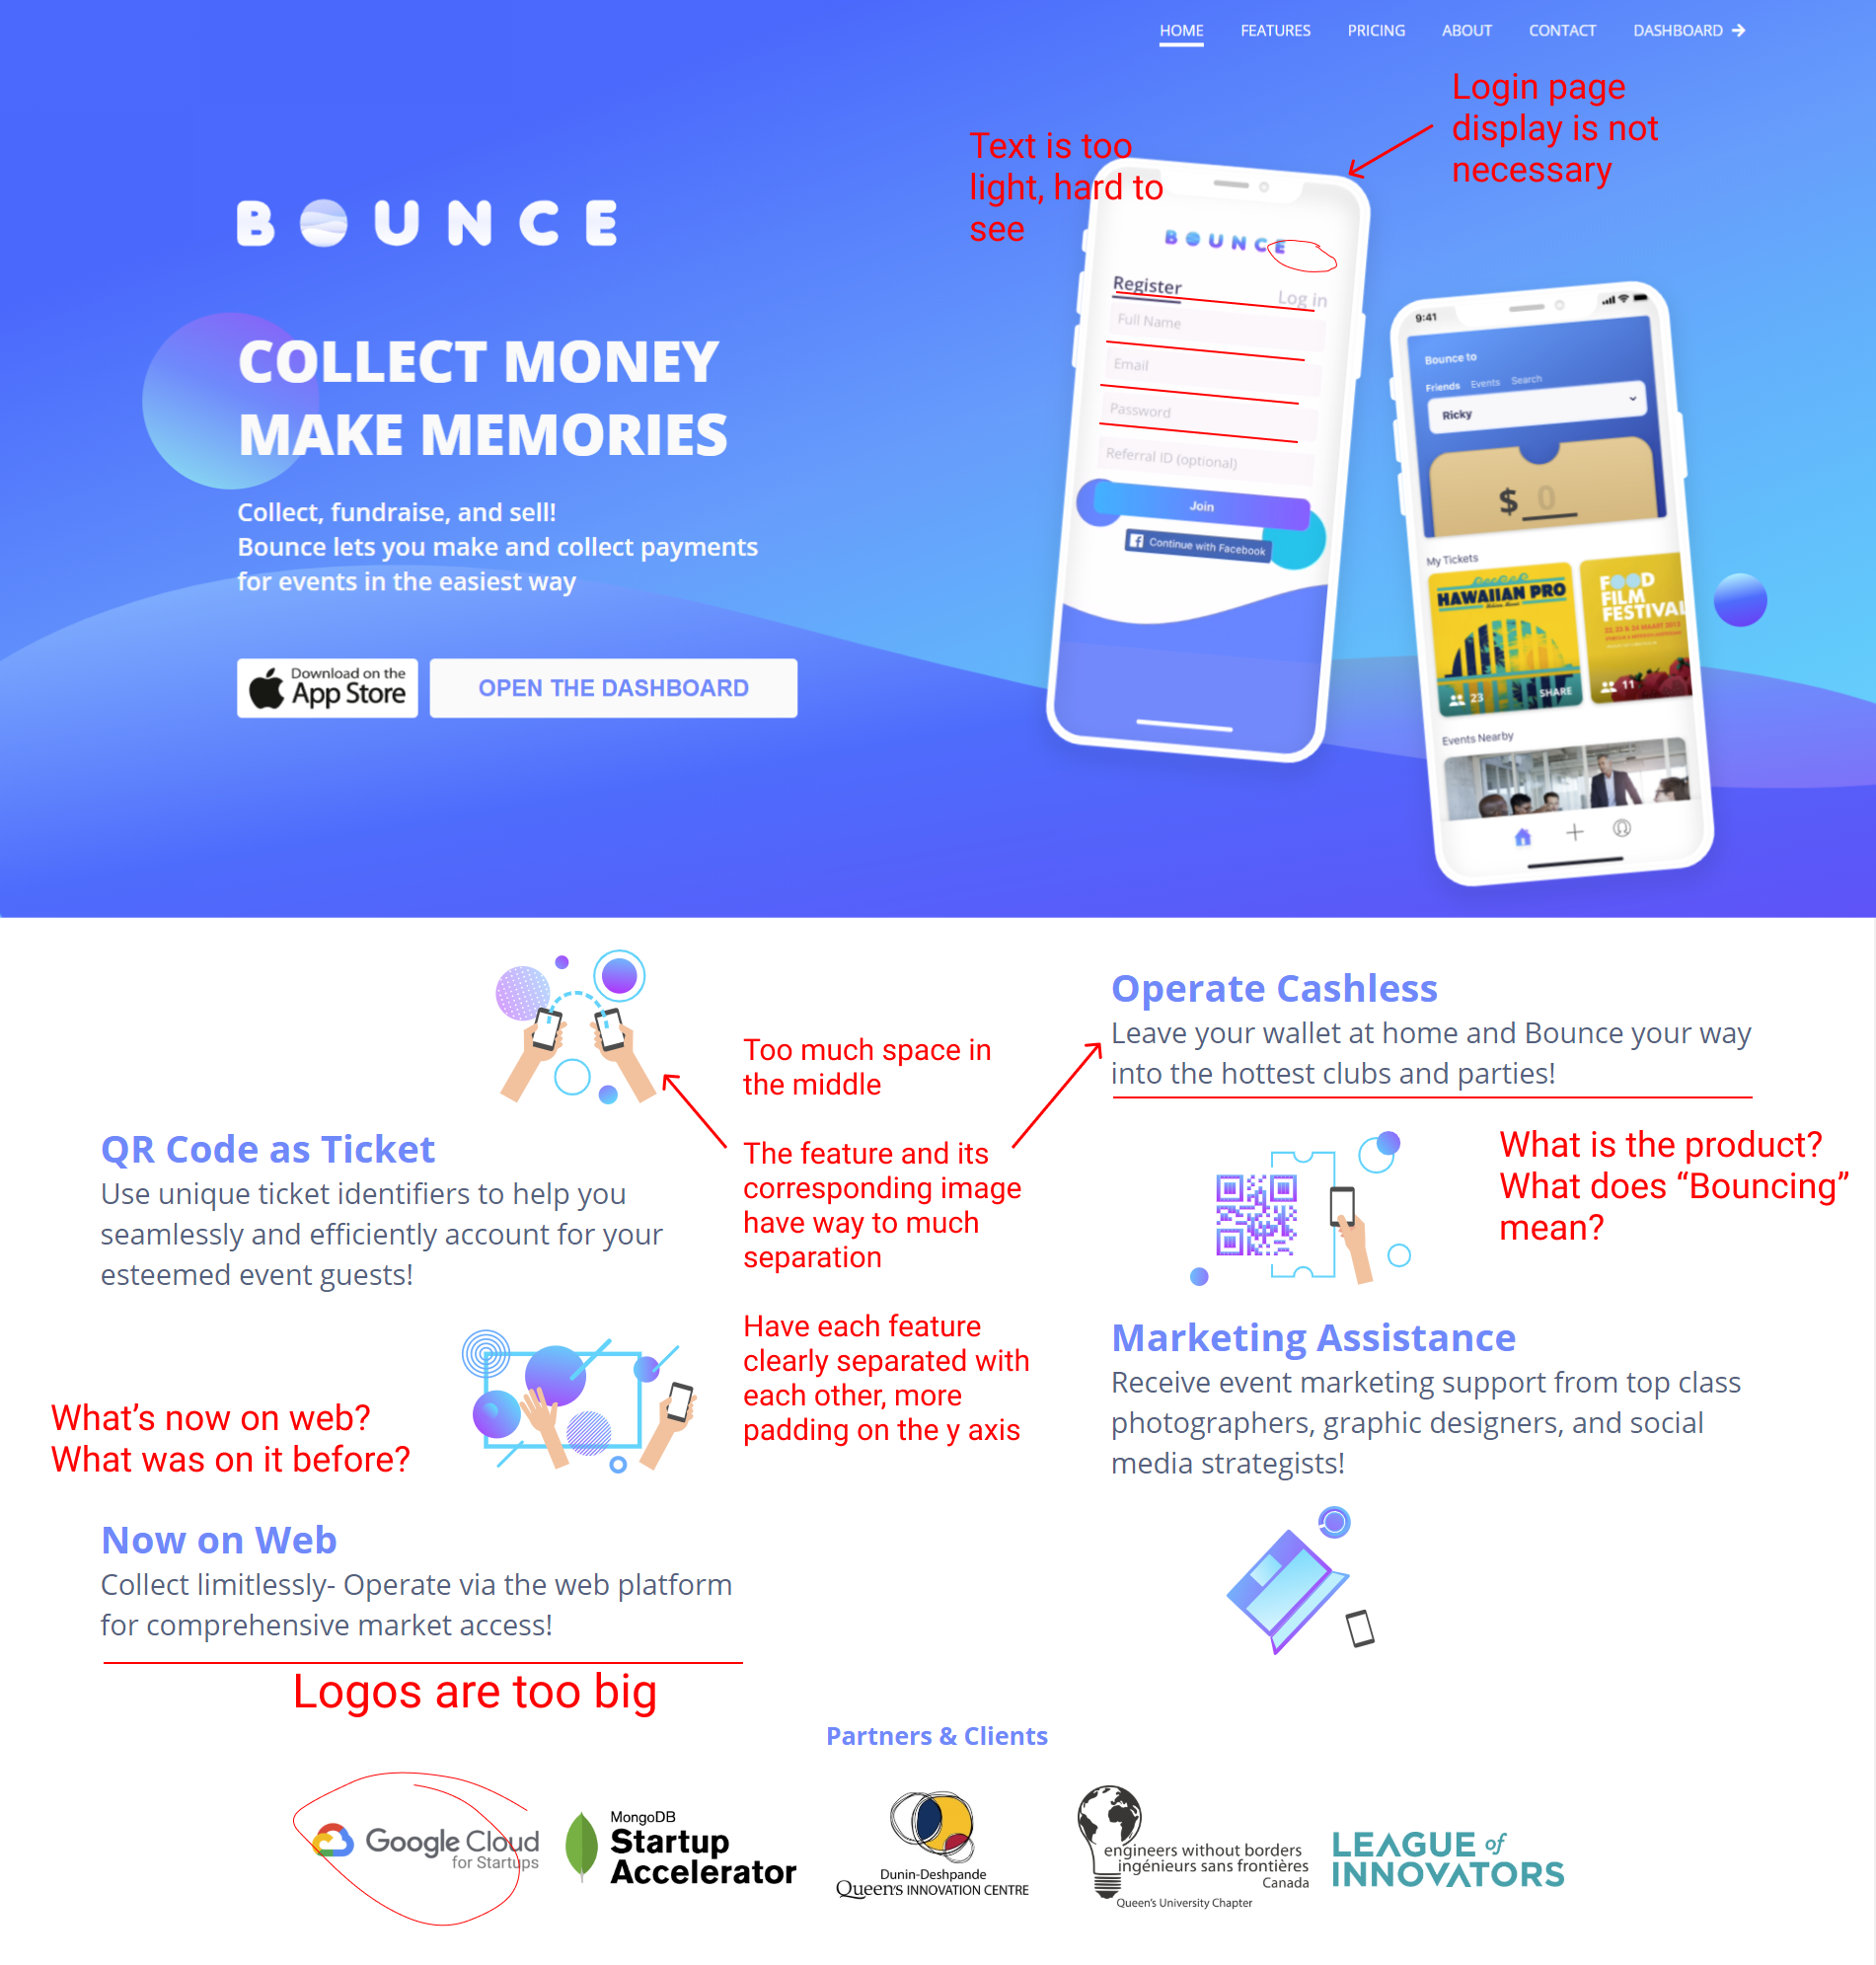 HOME FEATURES PRICING ABOUT CONTACT DASHBOARD
Login page
display is not
necessary
Text is too
light, hard to
see
BOUNCE
COLLECT MONEY
MAKE MEMORIES
Collect, fundraise, and sell!
Bounce lets you make and collect payments
for events in the easiest way
Download on the
App Store
OPEN THE DASHBOARD
BOUNCE
Register Log in
Full Name
Email
Password
Referral ID (optional)
Join
Continue with Facebook
9:41
Bounce to
Friends Events Search
Ricky
$ 0
My Tickets
HAWAIIAN PRO
23 SHARE
FOOD
FILM
FESTIVAL
11
Events Nearby
Operate Cashless
Leave your wallet at home and Bounce your way
into the hottest clubs and parties!
Too much space in
the middle
The feature and its
corresponding image
have way to much
separation
Have each feature
clearly separated with
each other, more
padding on the y axis
QR Code as Ticket
Use unique ticket identifiers to help you
seamlessly and efficiently account for your
esteemed event guests!
What is the product?
What does “Bouncing”
mean?
Marketing Assistance
Receive event marketing support from top class
photographers, graphic designers, and social
media strategists!
What’s now on web?
What was on it before?
Now on Web
Collect limitlessly- Operate via the web platform
for comprehensive market access!
Logos are too big
Partners & Clients
Google Cloud
for Startups
MongoDB
Startup
Accelerator
Dunin-Deshpande
Queen's INNOVATION CENTRE
engineers without borders
ingénieurs sans frontières
Canada
Queen's University Chapter
LEAGUE of
INNOVATORS